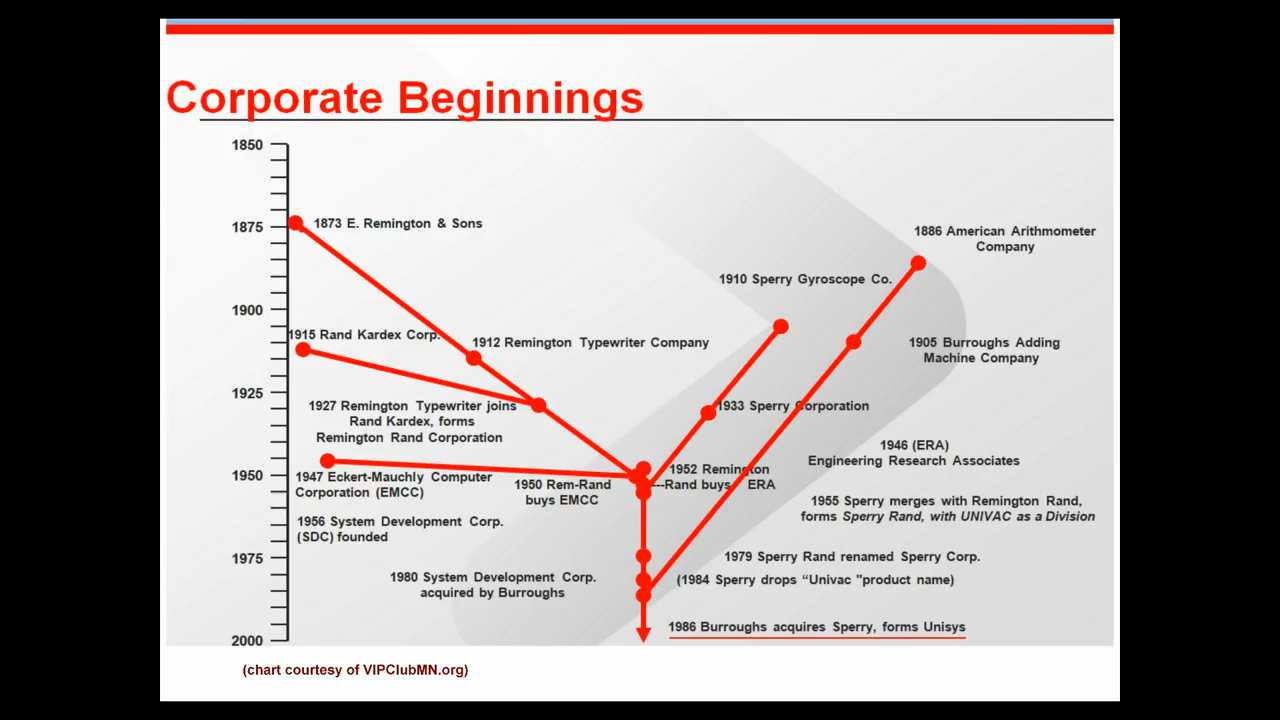 Corporate Beginnings
1850
1875
1900
1925
1950
1975
2000
1873 E. Remington & Sons
1886 American Arithmometer
Company
1910 Sperry Gyroscope Co.
1915 Rand Kardex Corp.
1912 Remington Typewriter Company
1905 Burroughs Adding
Machine Company
1927 Remington Typewriter joins
Rand Kardex, forms
Remington Rand Corporation
1933 Sperry Corporation
1946 (ERA)
Engineering Research Associates
1947 Eckert-Mauchly Computer
Corporation (EMCC)
1950 Rem-Rand
buys EMCC
1952 Remington
---Rand buys ERA
1955 Sperry merges with Remington Rand,
forms Sperry Rand, with UNIVAC as a Division
1956 System Development Corp.
(SDC) founded
1979 Sperry Rand renamed Sperry Corp.
1980 System Development Corp.
acquired by Burroughs
(1984 Sperry drops “Univac "product name)
1986 Burroughs acquires Sperry, forms Unisys
(chart courtesy of VIPClubMN.org)